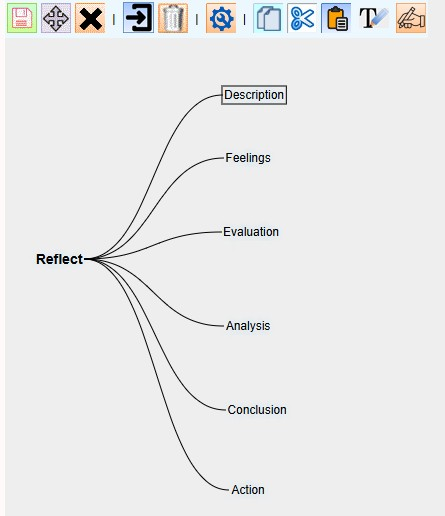 Description
Feelings
Evaluation
Reflect
Analysis
Conclusion
Action